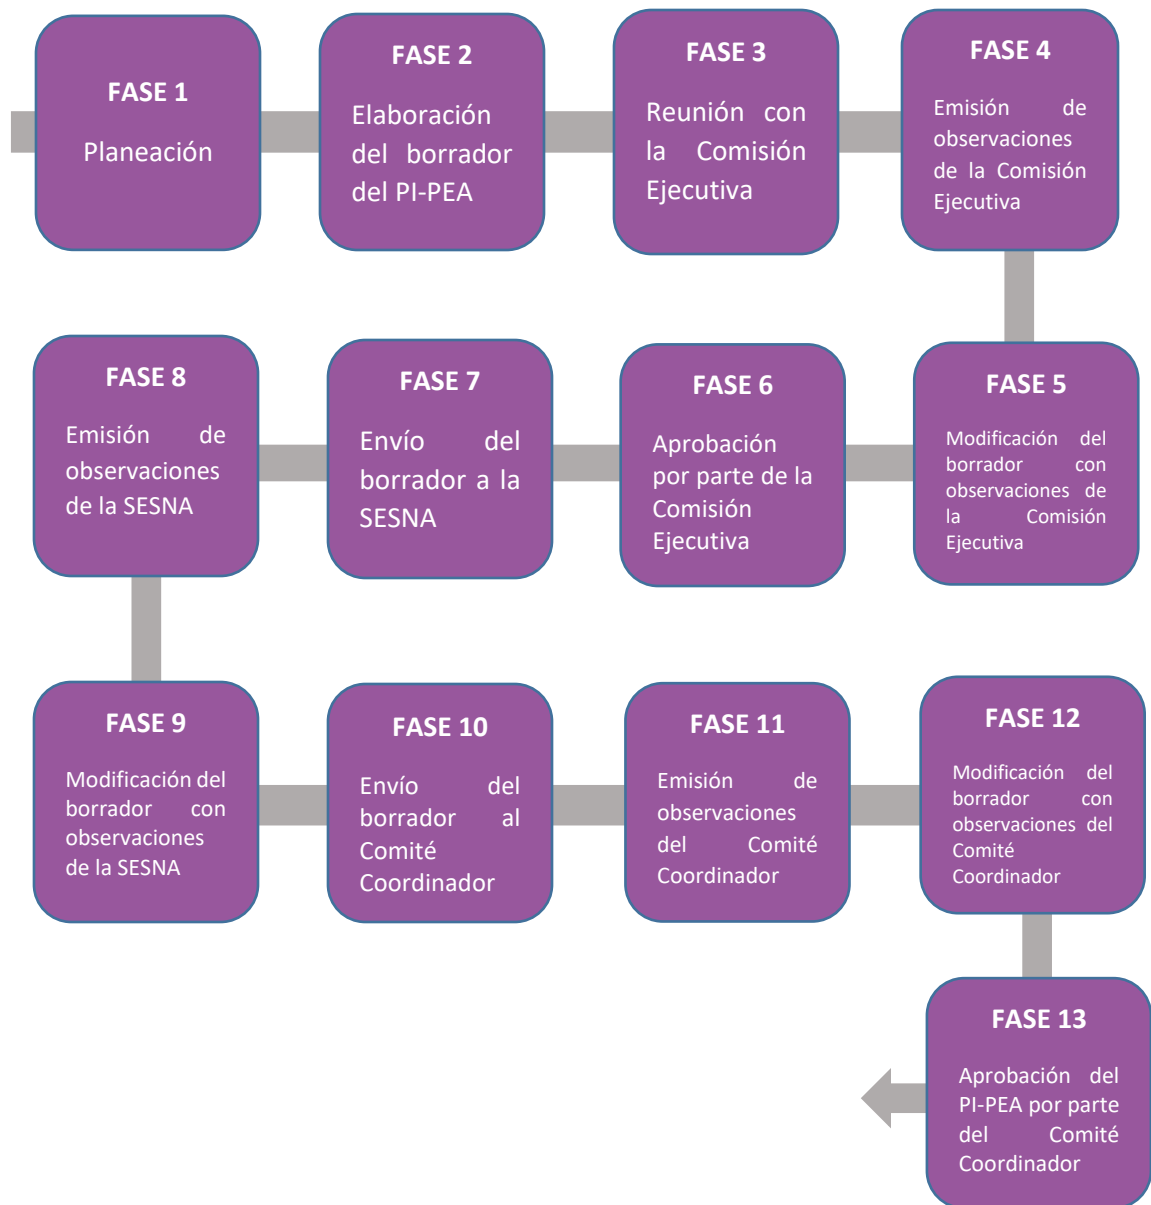 FASE 1
Planeación
FASE 2
Elaboración
del borrador
del PI-PEA
FASE 3
Reunión con
la Comisión
Ejecutiva
FASE 4
Emisión de
observaciones
de la Comisión
Ejecutiva
FASE 5
Modificación del
borrador con
observaciones de
la Comisión
Ejecutiva
FASE 6
Aprobación
por parte de la
Comisión
Ejecutiva
FASE 7
Envío del
borrador a la
SESNA
FASE 8
Emisión de
observaciones
de la SESNA
FASE 9
Modificación del
borrador con
observaciones
de la SESNA
FASE 10
Envío del
borrador al
Comité
Coordinador
FASE 11
Emisión de
observaciones
del Comité
Coordinador
FASE 12
Modificación del
borrador con
observaciones del
Comité
Coordinador
FASE 13
Aprobación del
PI-PEA por parte
del Comité
Coordinador